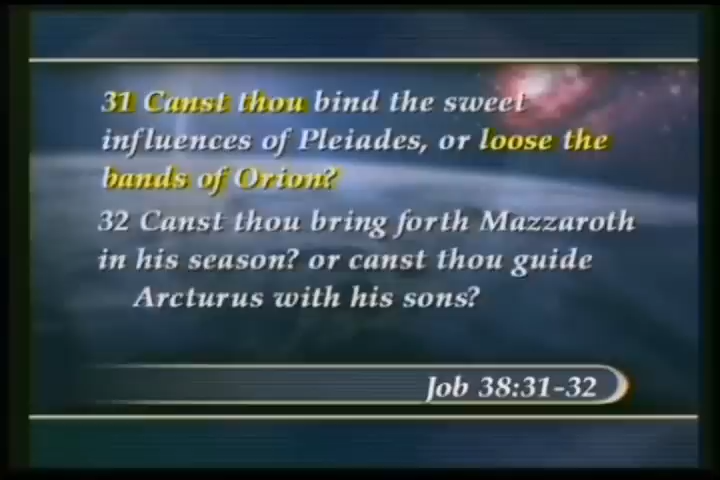 31 Canst thou bind the sweet
influences of Pleiades, or loose the
bands of Orion?
32 Canst thou bring forth Mazzaroth
in his season? or canst thou guide
Arcturus with his sons?
Job 38:31-32